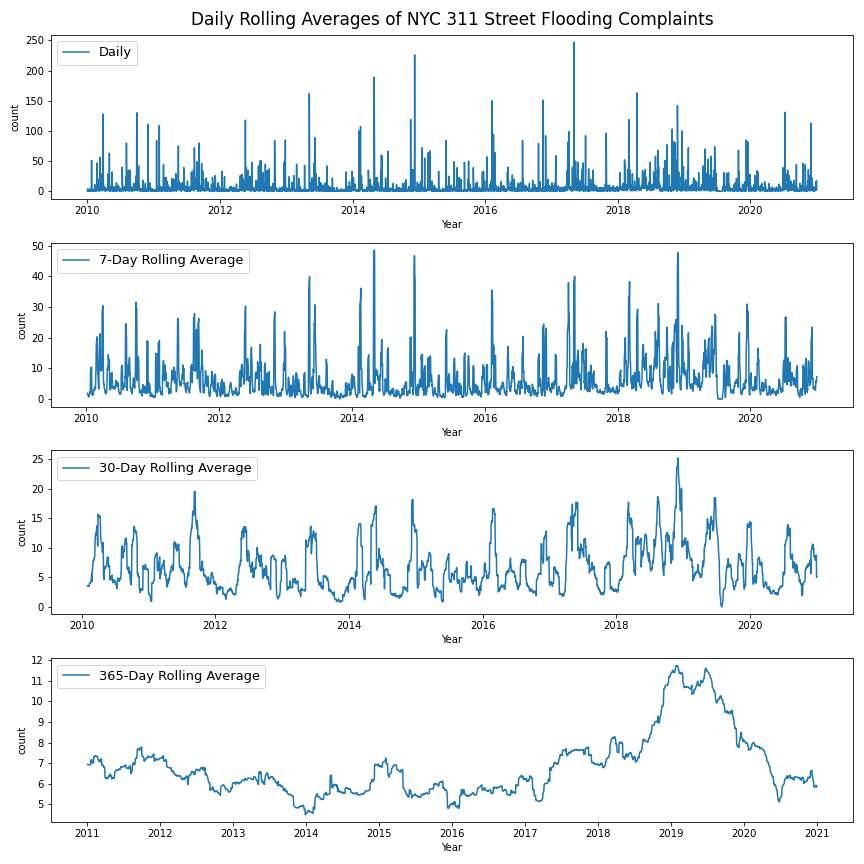 Daily Rolling Averages of NYC 311 Street Flooding Complaints
250
200
150
100
50
0
count
Daily
2010 2012 2014 2016 2018 2020
Year
50
40
30
20
10
0
count
7-Day Rolling Average
2010 2012 2014 2016 2018 2020
Year
25
20
15
10
5
0
count
30-Day Rolling Average
2010 2012 2014 2016 2018 2020
Year
12
11
10
9
8
7
6
5
count
365-Day Rolling Average
2011 2012 2013 2014 2015 2016 2017 2018 2019 2020 2021
Year